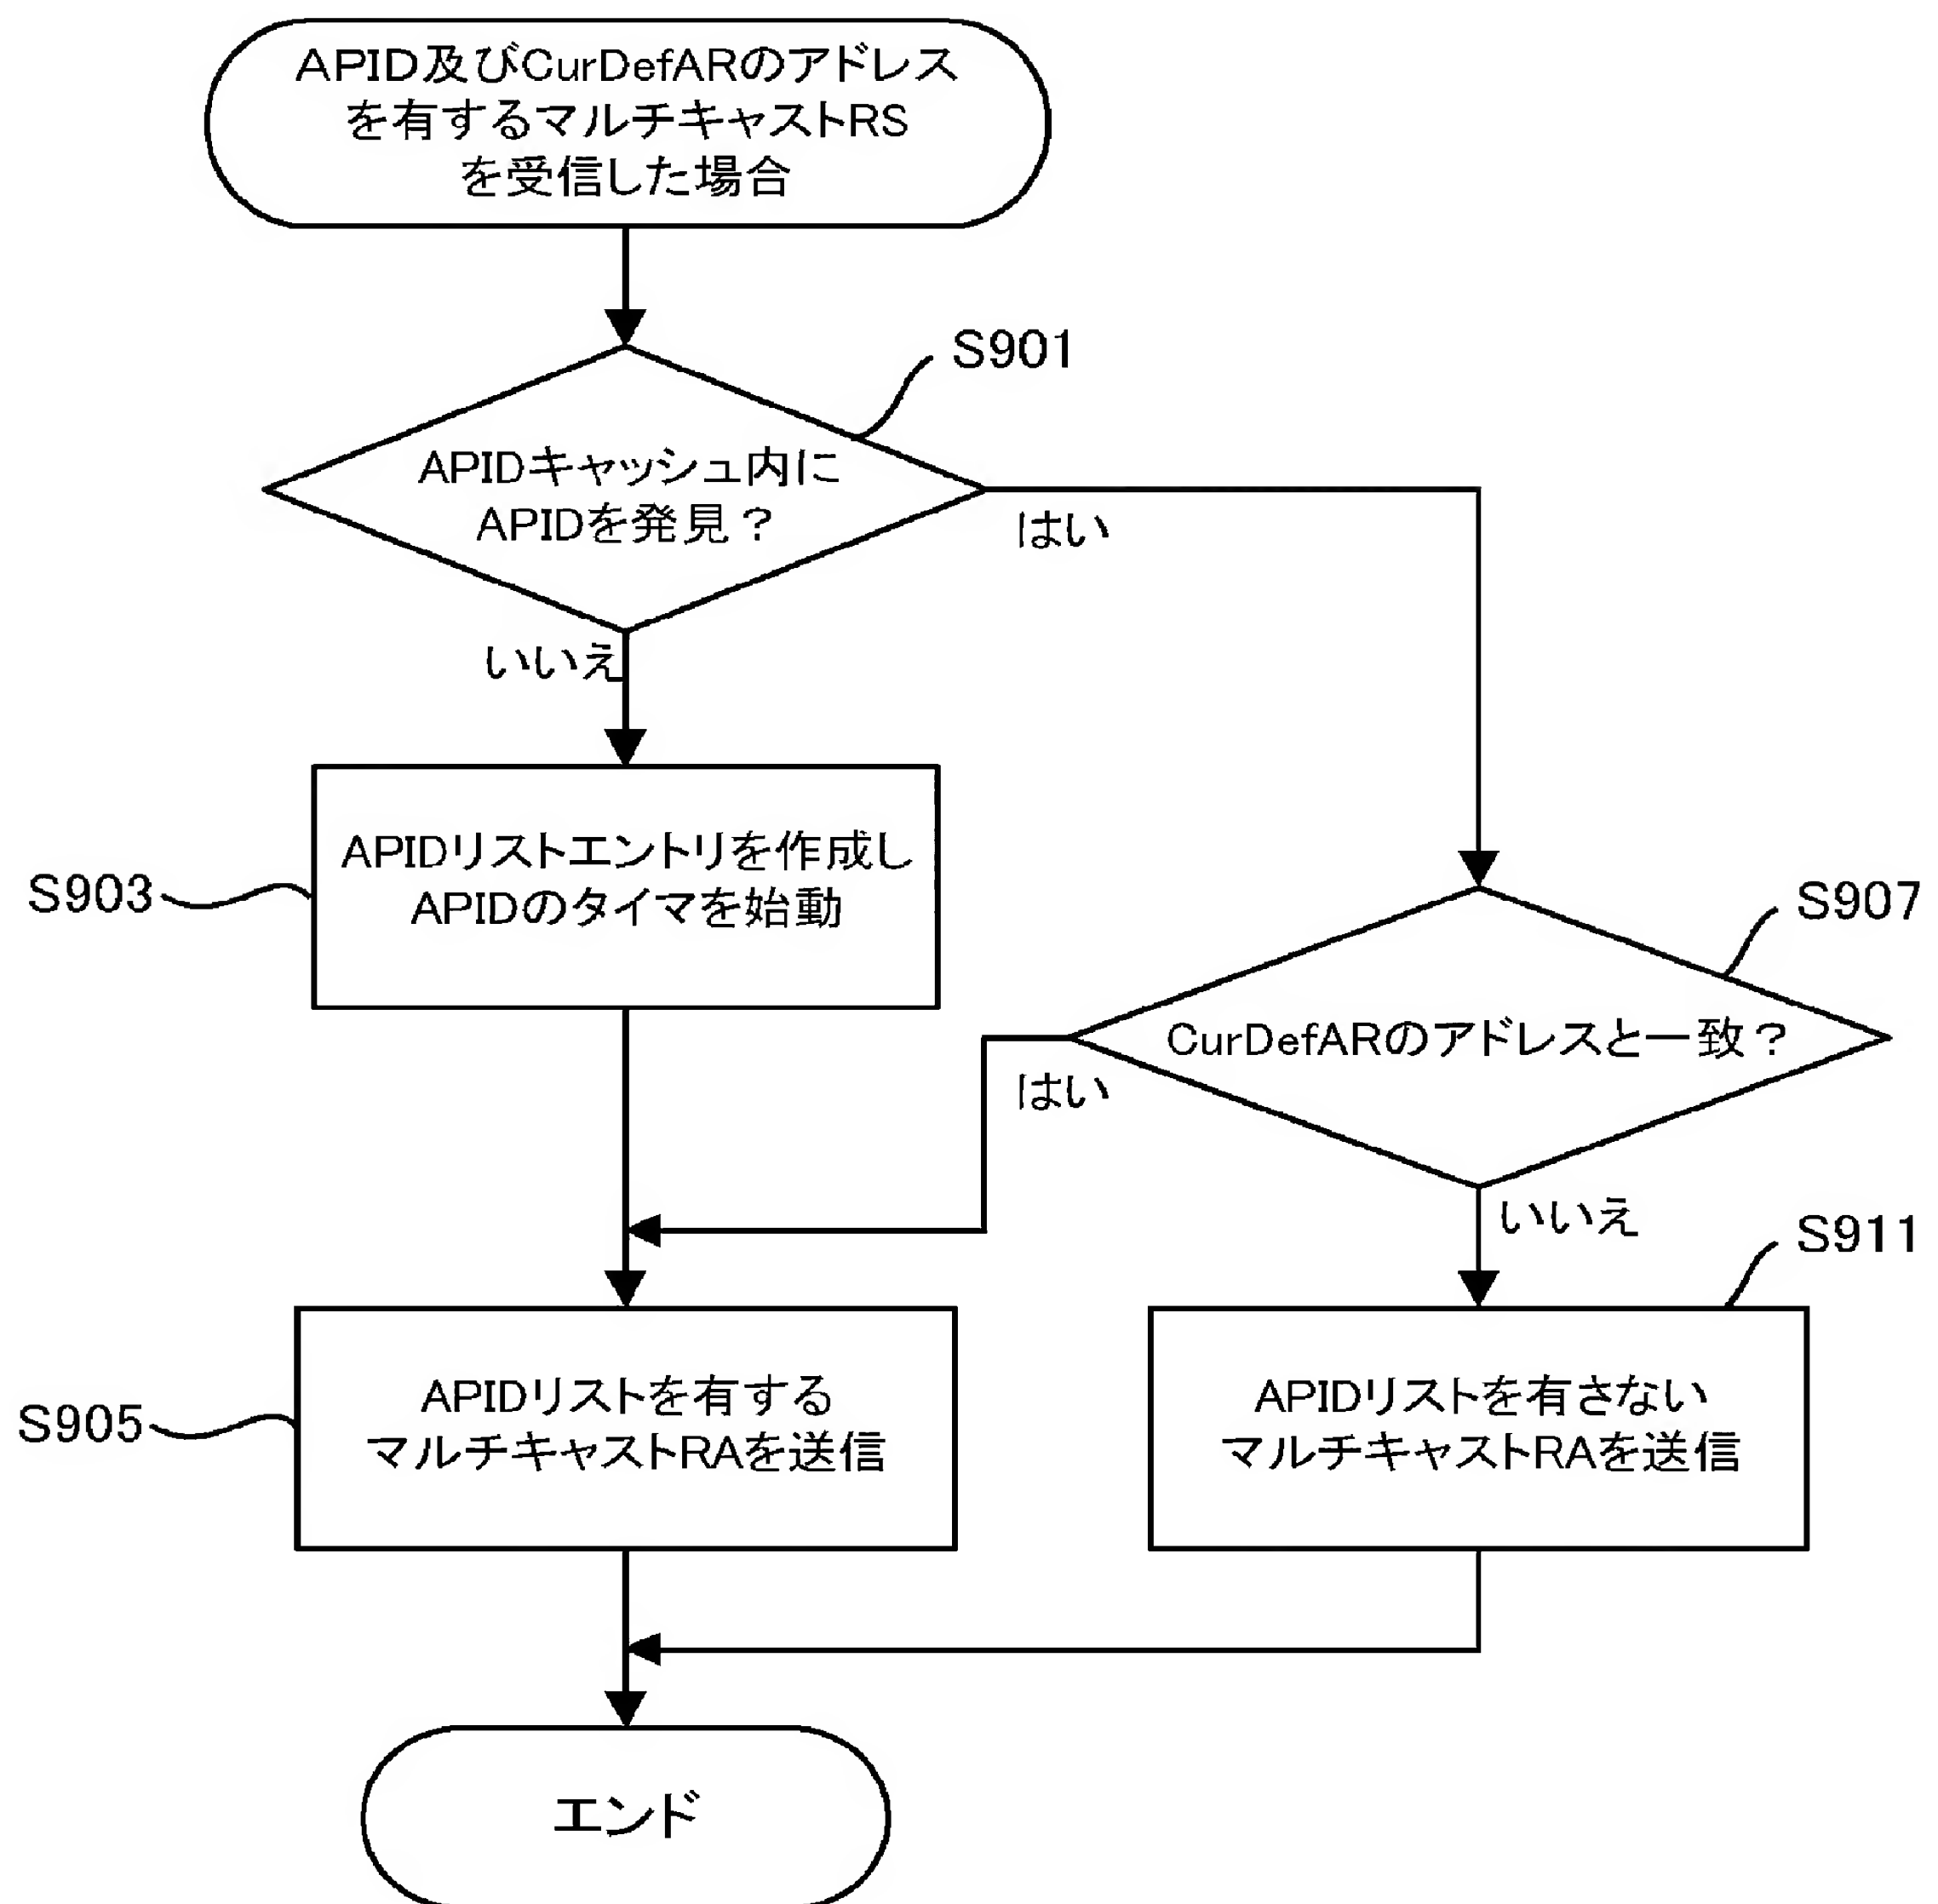 APID及びCurDefARのアドレス
を有するマルチキャストRS
を受信した場合
S901
APIDキャッシュ内に
APIDを発見？
はい
いいえ
APIDリストエントリを作成し
APIDのタイマを始動
S903
S907
CurDefARのアドレスと一致？
はい
いいえ
S911
APIDリストを有する
マルチキャストRAを送信
S905
APIDリストを有さない
マルチキャストRAを送信
エンド